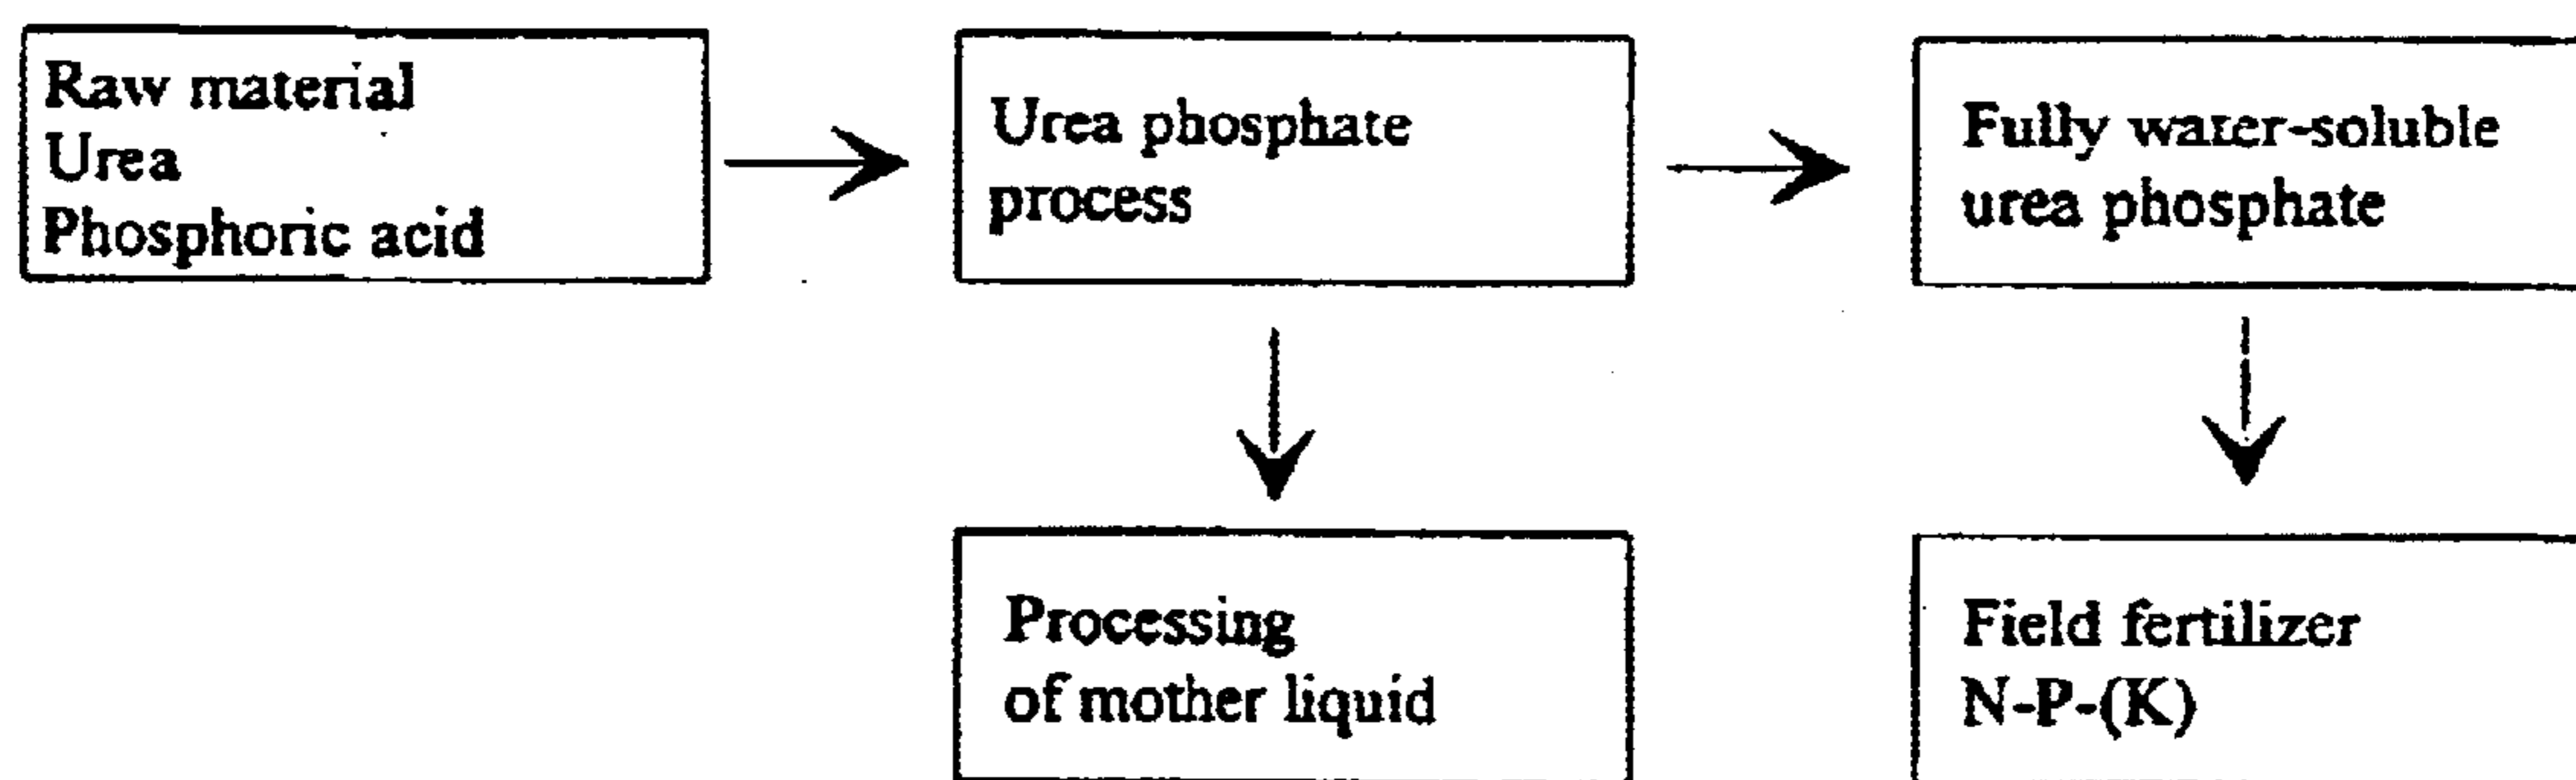 Raw material
Urea
Phosphoric acid
Urea phosphate
process
Fully water-soluble
urea phosphate
Processing
of mother liquid
Field fertilizer
N-P-(K)